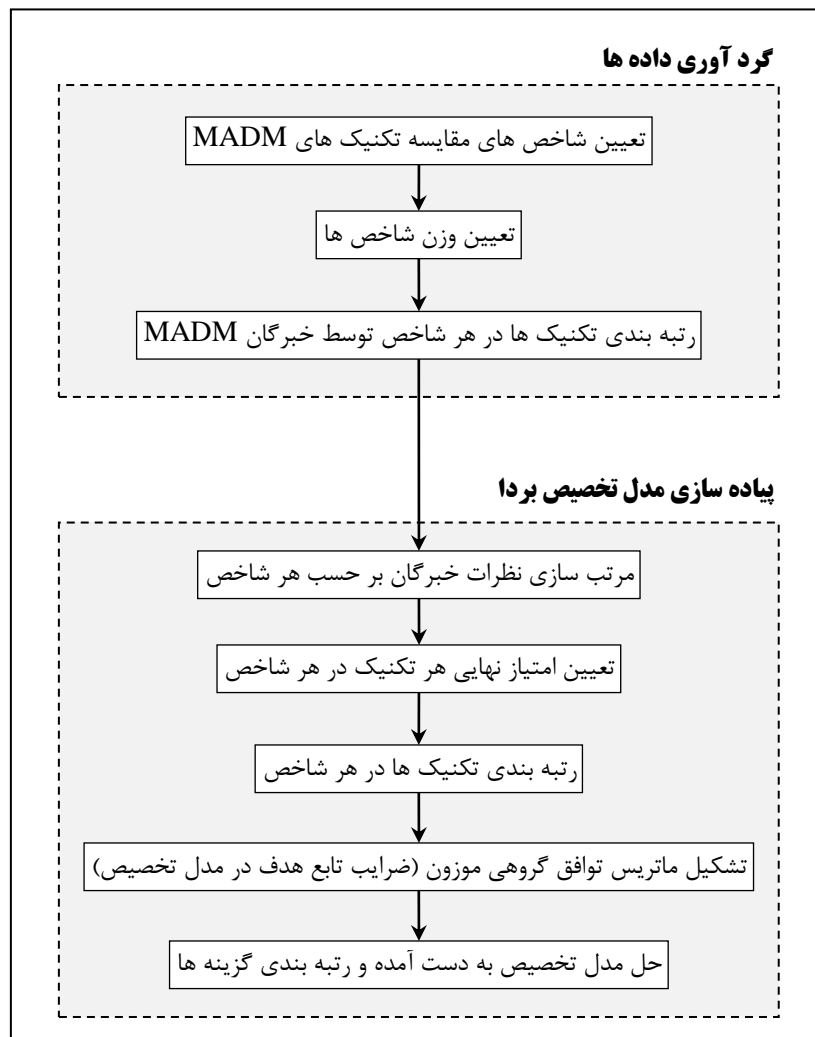 گرد آوری داده ها
تعیین شاخص های مقایسه تکنیک های MADM
تعیین وزن شاخص ها
رتبه بندی تکنیک ها در هر شاخص توسط خبرگان MADM
پیاده سازی مدل تخصیص بردا
مرتب سازی نظرات خبرگان بر حسب هر شاخص
تعیین امتیاز نهایی هر تکنیک در هر شاخص
رتبه بندی تکنیک ها در هر شاخص
تشکیل ماتریس توافق گروهی موزون (ضرایب تابع هدف در مدل تخصیص)
حل مدل تخصیص به دست آمده و رتبه بندی گزینه ها